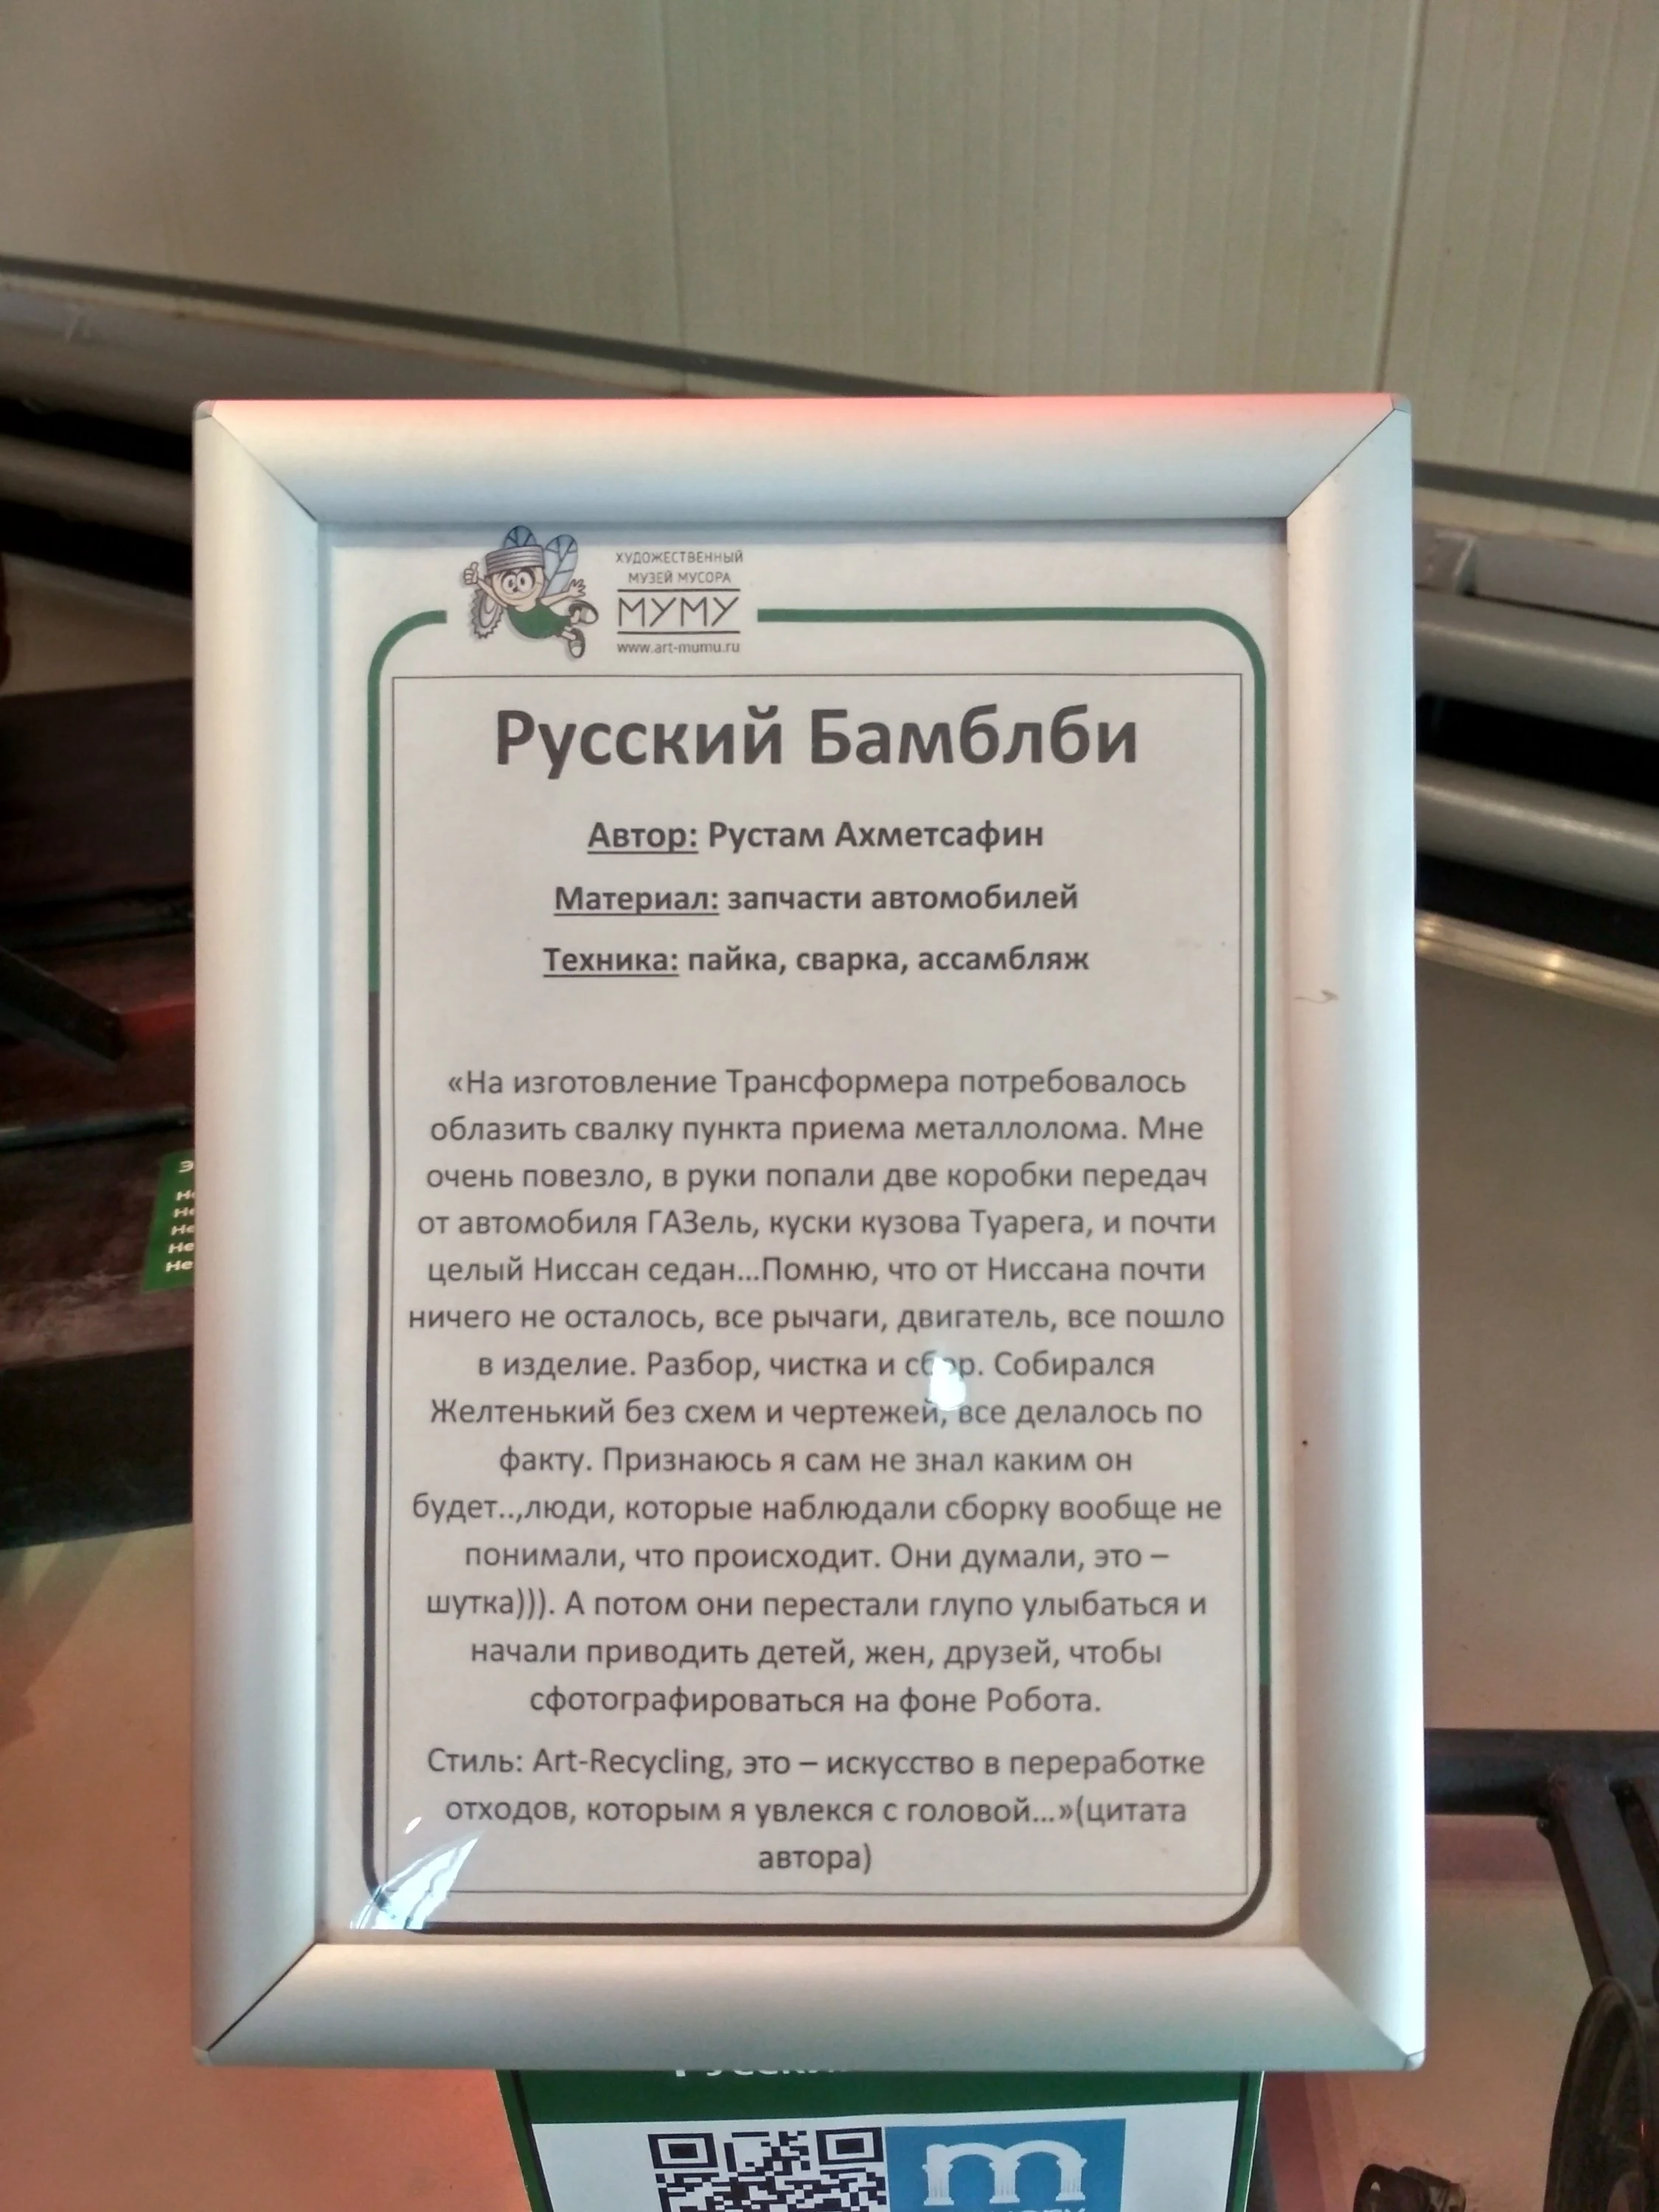 ХУДОЖЕСТВЕННЫЙ
МУЗЕЙ МУСОРА
МУМУ
www.art-mumu.ru
Русский Бамблби
Автор: Рустам Ахметсафин
Материал: запчасти автомобилей
Техника: пайка, сварка, ассамбляж
«На изготовление Трансформера потребовалось
облазить свалку пункта приема металлолома. Мне
очень повезло, в руки попали две коробки передач
от автомобиля ГАЗель, куски кузова Туарега, и почти
целый Ниссан седан...Помню, что от Ниссана почти
ничего не осталось, все рычаги, двигатель, все пошло
в изделие. Разбор, чистка и сбор. Собирался
Желтенький без схем и чертежей, все делалось по
факту. Признаюсь я сам не знал каким он
будет..,люди, которые наблюдали сборку вообще не
понимали, что происходит. Они думали, это –
шутка))). А потом они перестали глупо улыбаться и
начали приводить детей, жен, друзей, чтобы
сфотографироваться на фоне Робота.
Стиль: Art-Recycling, это – искусство в переработке
отходов, которым я увлекся с головой...»(цитата
автора)
m